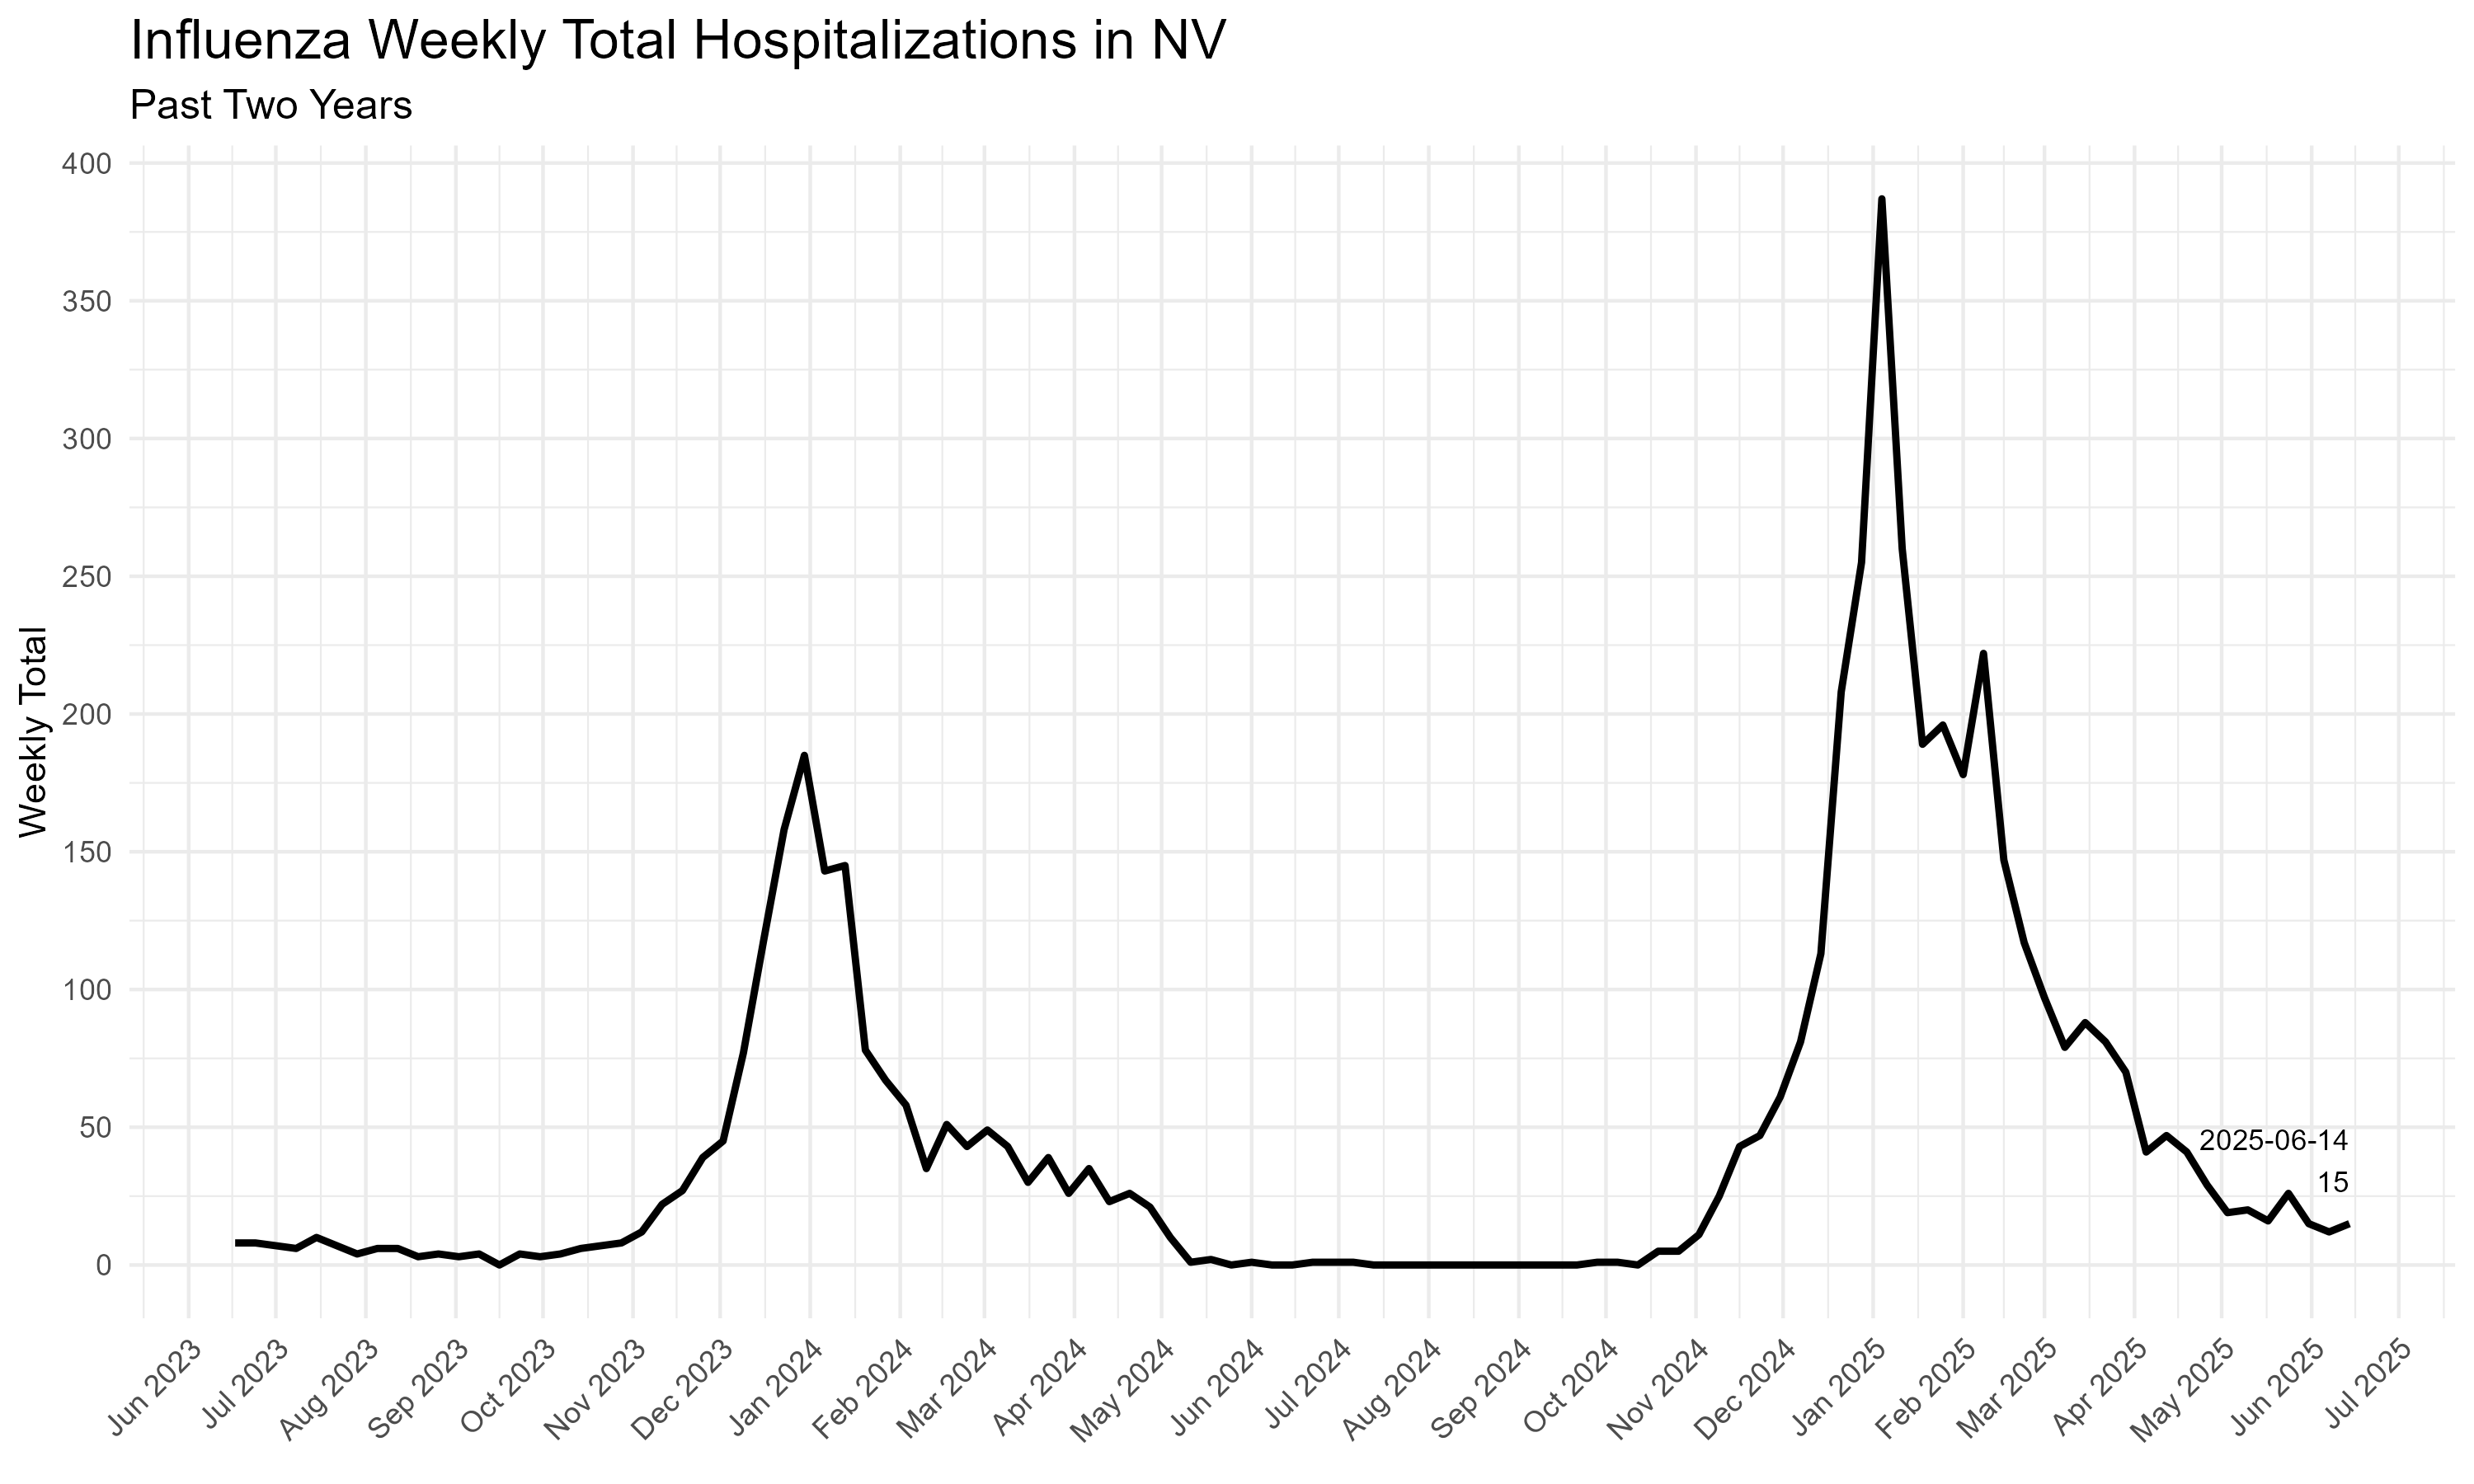 Influenza Weekly Total Hospitalizations in NV
Past Two Years
Weekly Total
400
350
300
250
200
150
100
50
0
2025-06-14
15
Jun 2023
Jul 2023
Aug 2023
Sep 2023
Oct 2023
Nov 2023
Dec 2023
Jan 2024
Feb 2024
Mar 2024
Apr 2024
May 2024
Jun 2024
Jul 2024
Aug 2024
Sep 2024
Oct 2024
Nov 2024
Dec 2024
Jan 2025
Feb 2025
Mar 2025
Apr 2025
May 2025
Jun 2025
Jul 2025